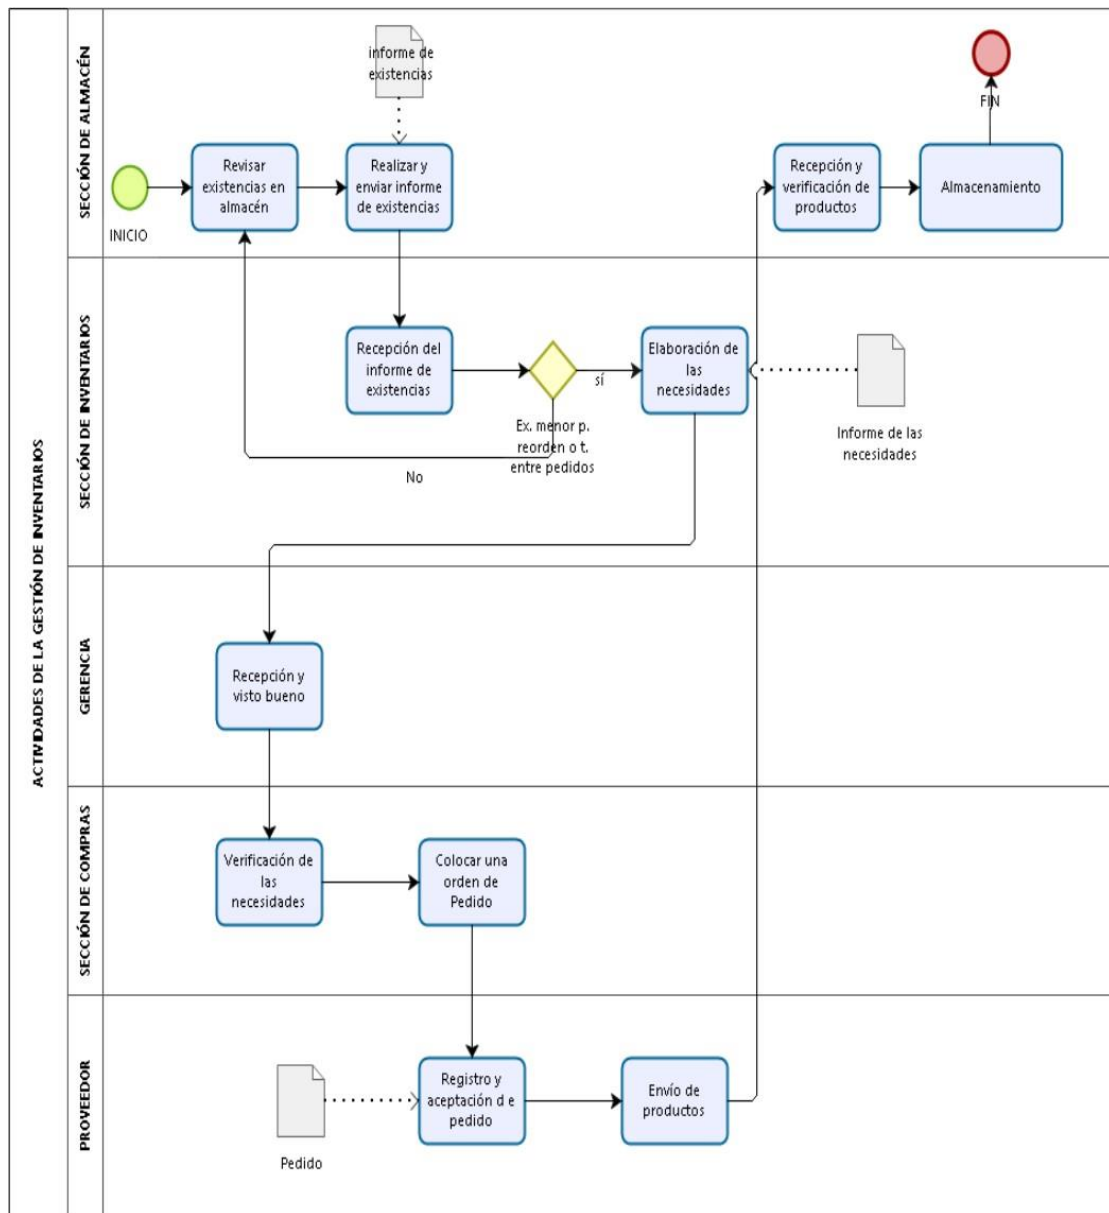 ACTIVIDADES DE LA GESTIÓN DE INVENTARIOS
SECCIÓN DE ALMACÉN
informe de
existencias
INICIO
Revisar
existencias en
almacén
Realizar y
enviar informe
de existencias
Recepción y
verificación de
productos
Almacenamiento
FIN
SECCIÓN DE INVENTARIOS
Recepción del
informe de
existencias
Ex. menor p.
reorden o t.
entre pedidos
sí
No
Elaboración de
las
necesidades
Informe de las
necesidades
GERENCIA
Recepción y
visto bueno
SECCIÓN DE COMPRAS
Verificación de
las
necesidades
Colocar una
orden de
Pedido
PROVEEDOR
Pedido
Registro y
aceptación d e
pedido
Envío de
productos